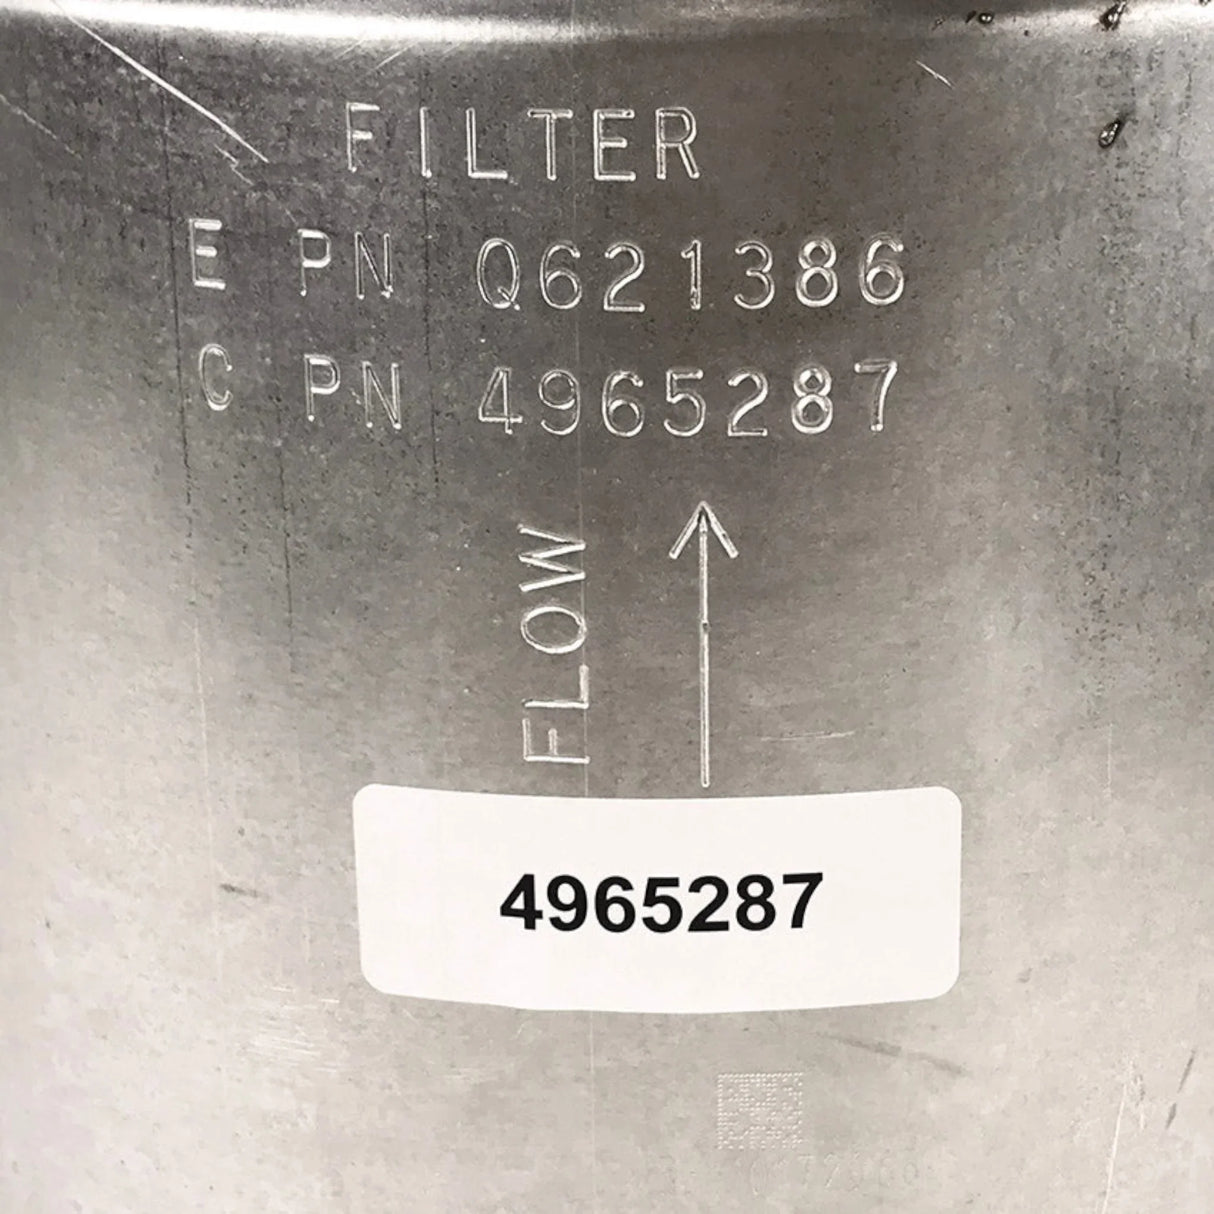 FILTER
E PN Q621386
C PN 4965287
FLOW
4965287